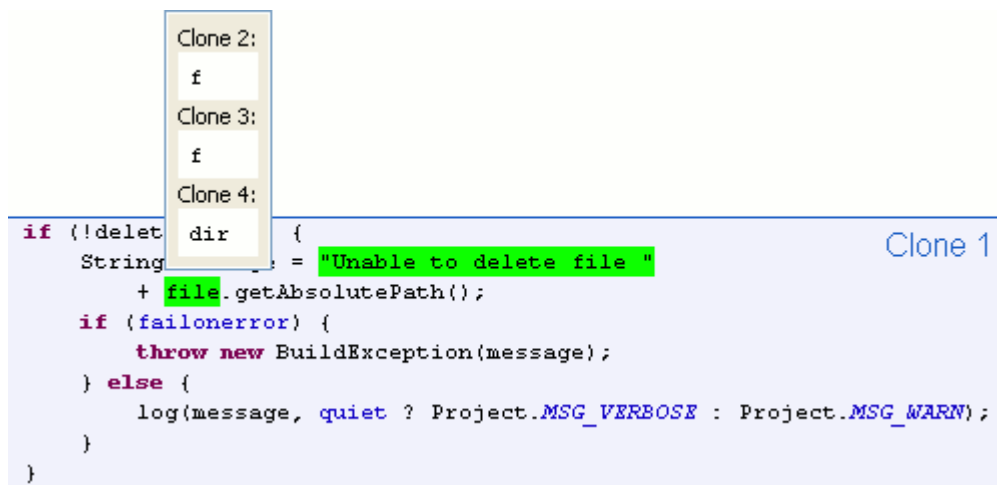 Clone 2:
f
Clone 3:
f
Clone 4:
dir
if (!delet {
Clone 1
String = "Unable to delete file "
+ file.getAbsolutePath();
if (failonerror) {
throw new BuildException(message);
} else {
log(message, quiet ? Project.MSG_VERBOSE : Project.MSG_WARN);
}
}